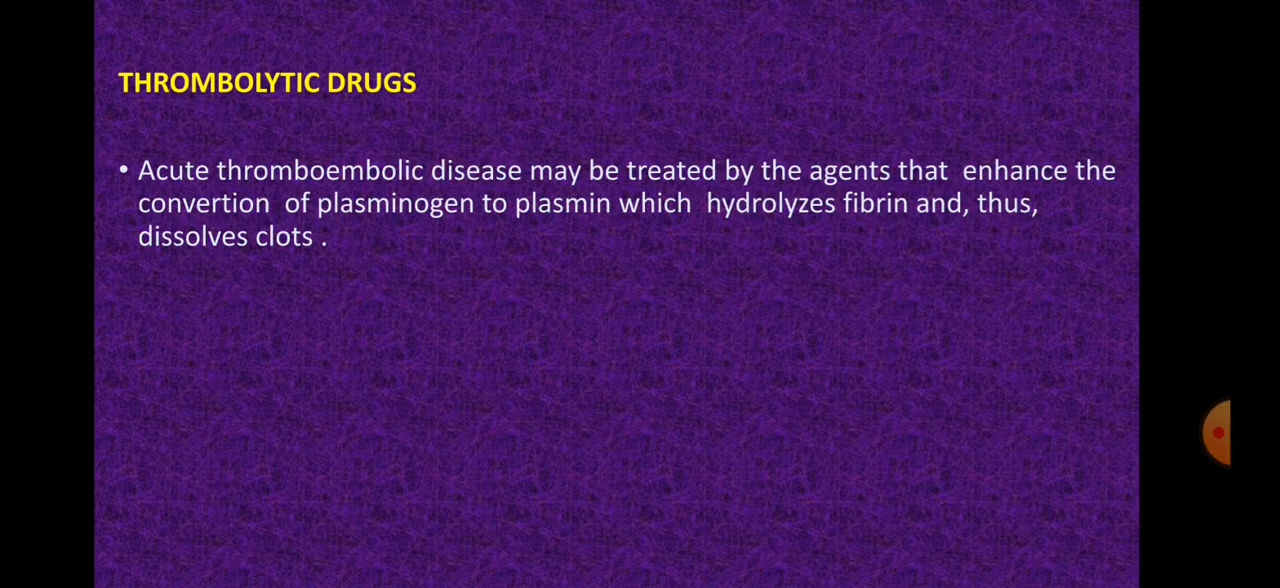 THROMBOLYTIC DRUGS
• Acute thromboembolic disease may be treated by the agents that  enhance the
convertion  of plasminogen to plasmin which  hydrolyzes fibrin and, thus,
dissolves clots .